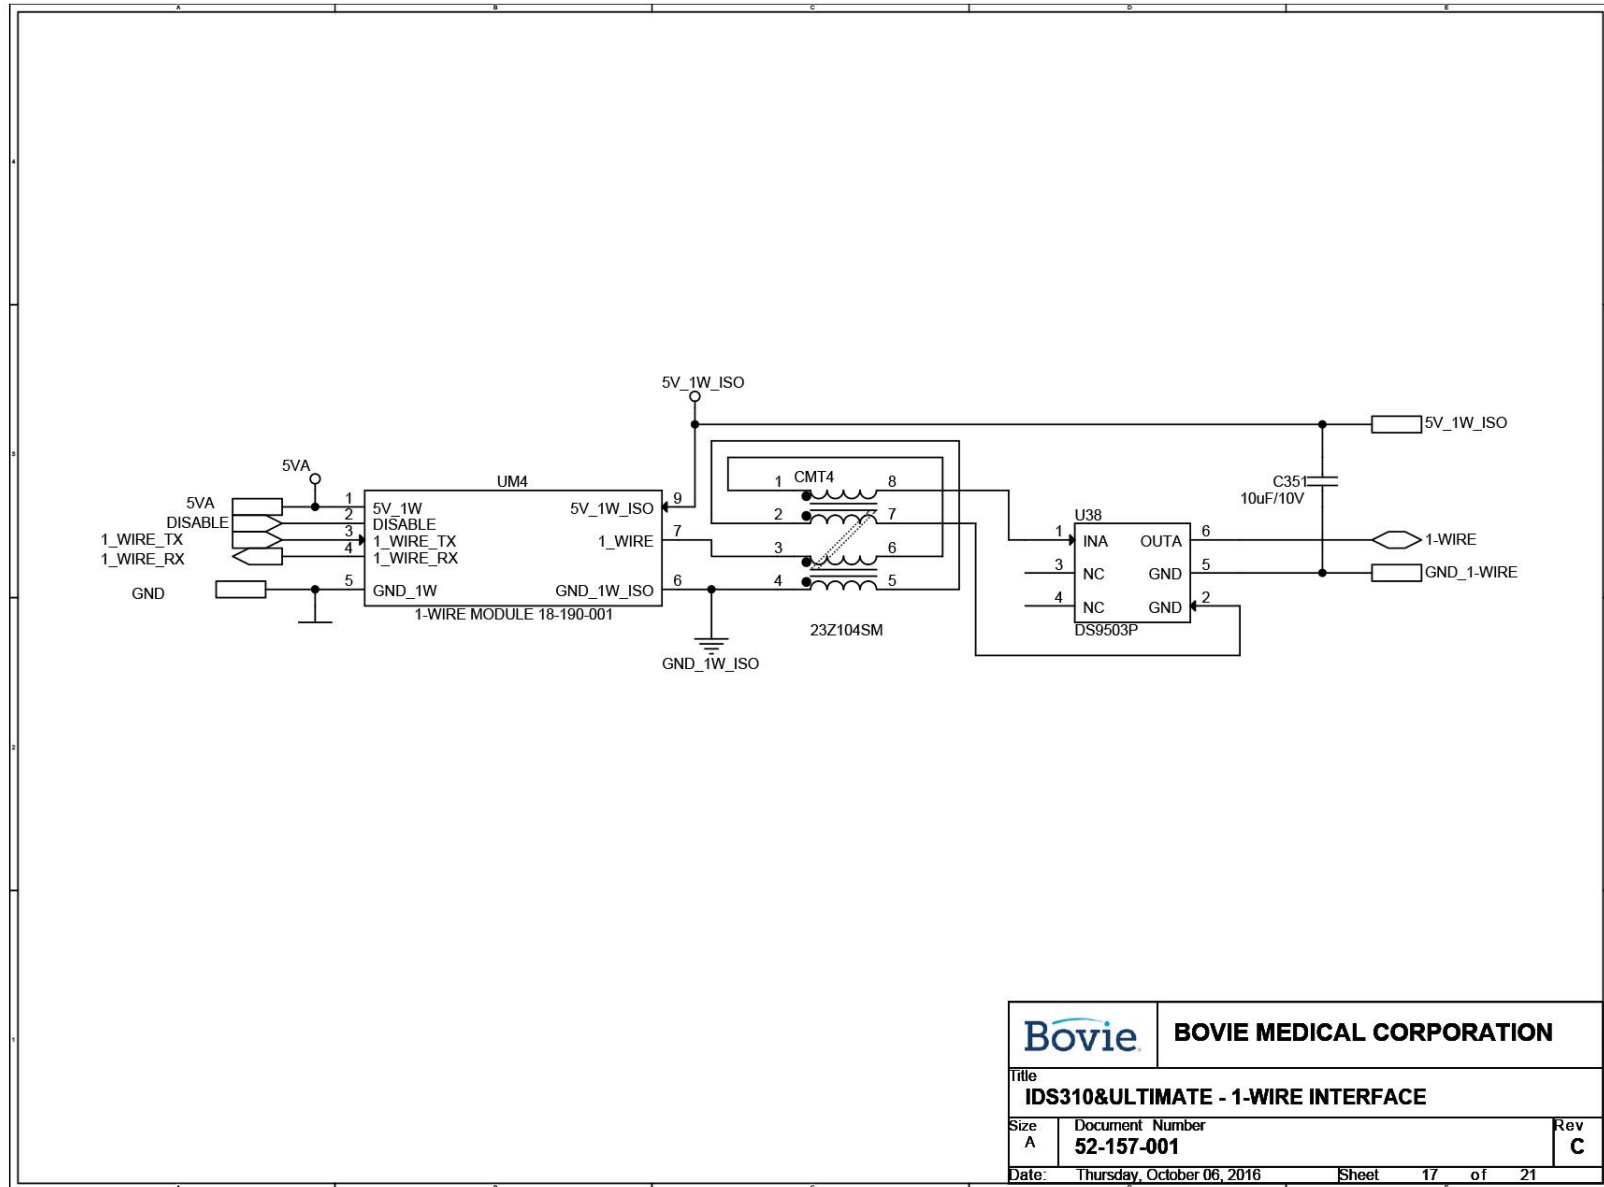 A B C D E
4
3
2
1
5V_1W_ISO
5V_1W_ISO
5VA
5VA
DISABLE
1_WIRE_TX
1_WIRE_RX
GND
1
2
3
4
5
UM4
5V_1W
DISABLE
1_WIRE_TX
1_WIRE_RX
GND_1W
5V_1W_ISO
1_WIRE
GND_1W_ISO
9
7
6
1-WIRE MODULE 18-190-001
GND_1W_ISO
1 CMT4 8
2 7
3 6
4 5
23Z104SM
U38
1 INA OUTA 6
3 NC GND 5
4 NC GND 2
DS9503P
C351
10uF/10V
1-WIRE
GND_1-WIRE
Bovie
BOVIE MEDICAL CORPORATION
Title
IDS310&ULTIMATE - 1-WIRE INTERFACE
Size
A
Document Number
52-157-001
Rev
C
Date: Thursday, October 06, 2016 Sheet 17 of 21
A B C D E